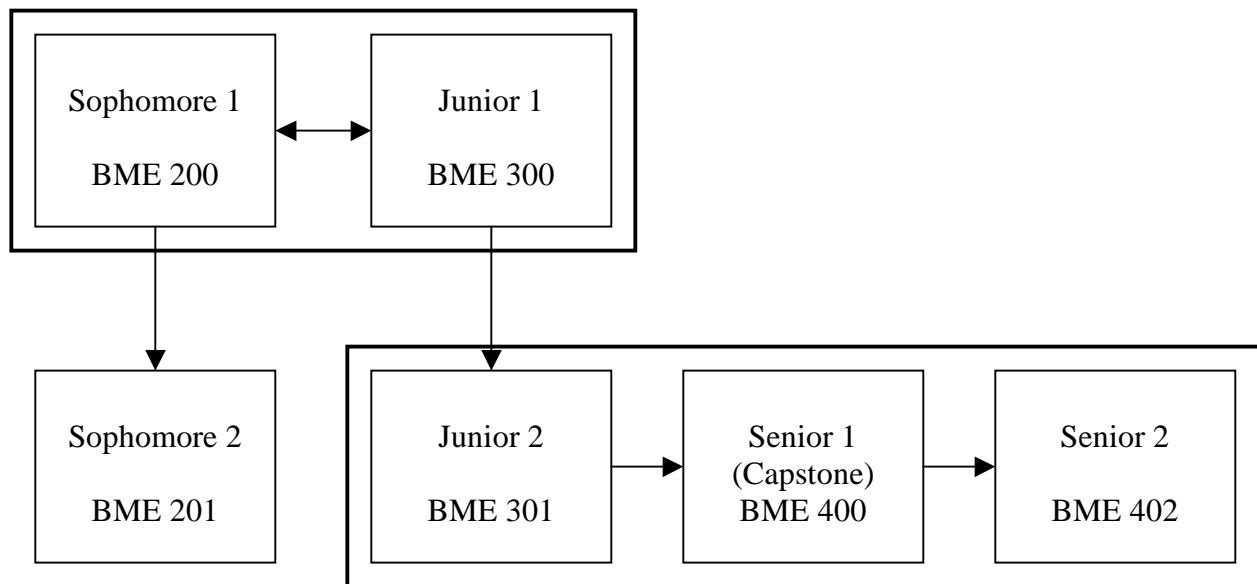 Sophomore 1
BME 200
Junior 1
BME 300
Sophomore 2
BME 201
Junior 2
BME 301
Senior 1
(Capstone)
BME 400
Senior 2
BME 402